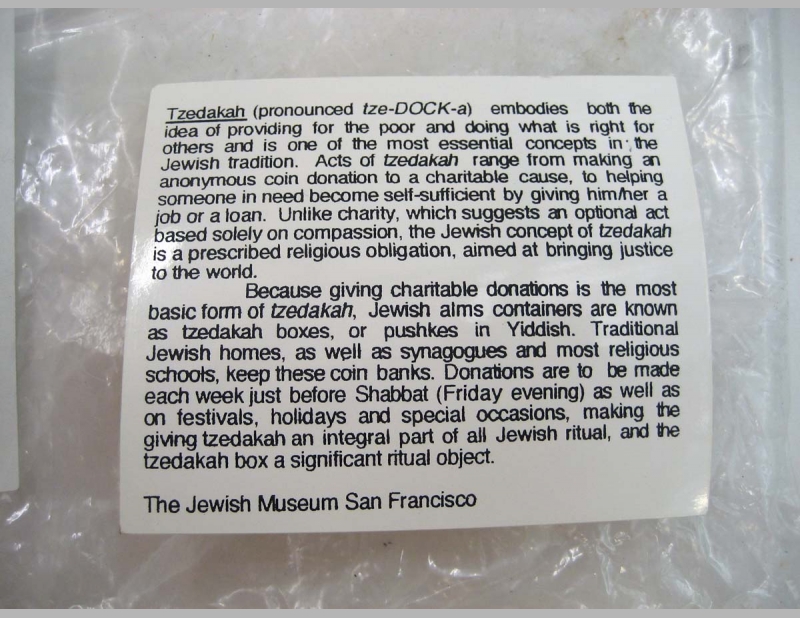 Tzedakah (pronounced tze-DOCK-a) embodies both the
idea of providing for the poor and doing what is right for
others and is one of the most essential concepts in the
Jewish tradition. Acts of tzedakah range from making an
anonymous coin donation to a charitable cause, to helping
someone in need become self-sufficient by giving him/her a
job or a loan. Unlike charity, which suggests an optional act
based solely on compassion, the Jewish concept of tzedakah
is a prescribed religious obligation, aimed at bringing justice
to the world.
Because giving charitable donations is the most
basic form of tzedakah, Jewish alms containers are known
as tzedakah boxes, or pushkes in Yiddish. Traditional
Jewish homes, as well as synagogues and most religious
schools, keep these coin banks. Donations are to be made
each week just before Shabbat (Friday evening) as well as
on festivals, holidays and special occasions, making the
giving tzedakah an integral part of all Jewish ritual, and the
tzedakah box a significant ritual object.
The Jewish Museum San Francisco